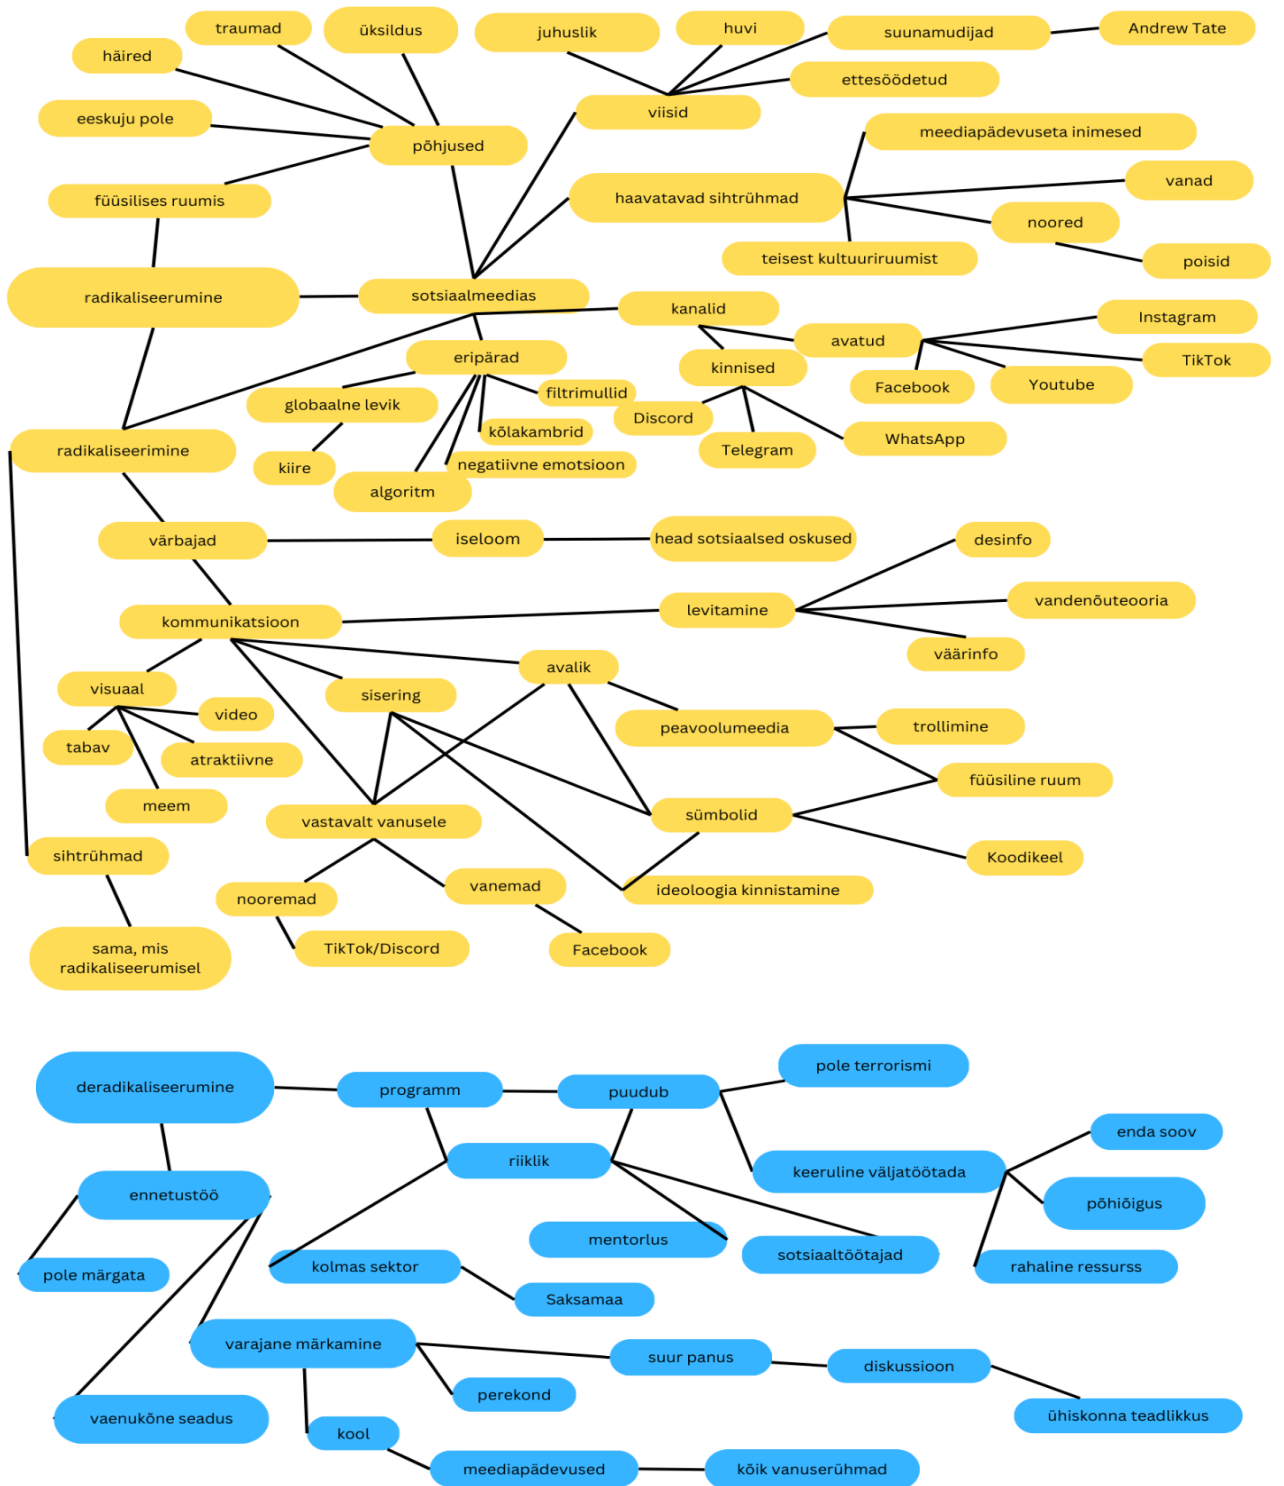 traumad
üksildus
juhuslik
huvi
suunamudijad
Andrew Tate
häired
ettesöödetud
eeskuju pole
viisid
põhjused
meediapädevuseta inimesed
füüsilises ruumis
haavatavad sihtrühmad
vanad
noored
teisest kultuuriruumist
poisid
radikaliseerumine
sotsiaalmeedias
kanalid
Instagram
eripärad
avatud
kinnised
TikTok
Facebook
Youtube
globaalne levik
filtrimullid
Discord
kõlakambrid
WhatsApp
radikaliseerimine
Telegram
kiire
negatiivne emotsioon
algoritm
värbajad
iseloom
head sotsiaalsed oskused
desinfo
kommunikatsioon
levitamine
vandenõuteooria
väärinfo
avalik
visuaal
sisering
video
peavoolumeedia
trollimine
tabav
atraktiivne
füüsiline ruum
meem
vastavalt vanusele
sümbolid
sihtrühmad
Koodikeel
nooremad
vanemad
ideoloogia kinnistamine
sama, mis
radikaliseerumisel
TikTok/Discord
Facebook
deradikaliseerumine
programm
puudub
pole terrorismi
enda soov
riiklik
keeruline väljatöötada
ennetustöö
põhiõigus
mentorlus
sotsiaaltöötajad
pole märgata
kolmas sektor
rahaline ressurss
Saksamaa
varajane märkamine
suur panus
diskussioon
perekond
vaenukõne seadus
ühiskonna teadlikkus
kool
meediapädevused
kõik vanuserühmad